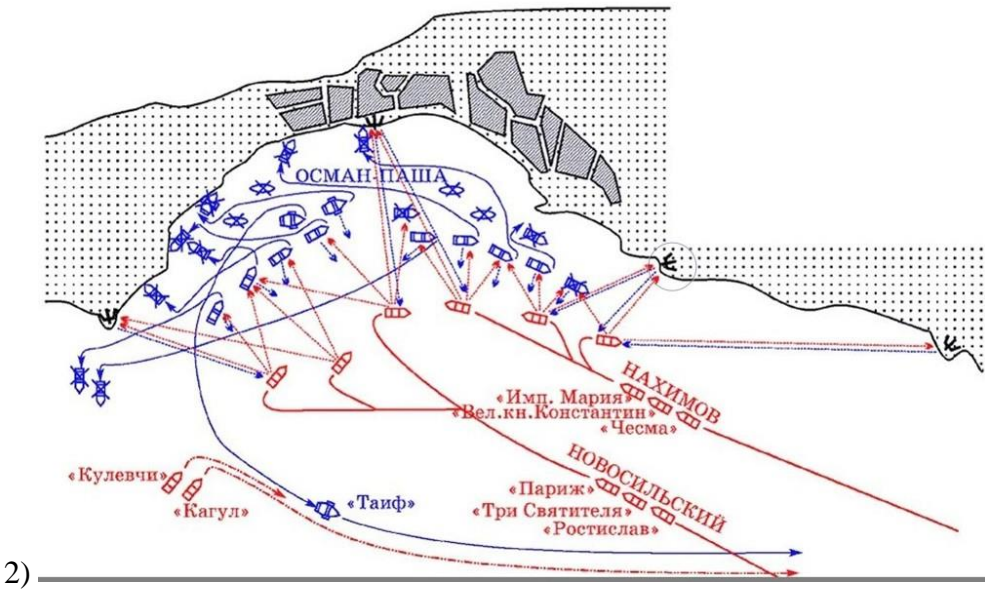 ОСМАН-ПАША
НАХИМОВ
«Имп. Мария»
«Вел.кн.Константин»
«Чесма»
НОВОСИЛЬСКИЙ
«Кулевчи»
«Париж»
«Кагул»
«Таиф»
«Три Святителя»
«Ростислав»
2)